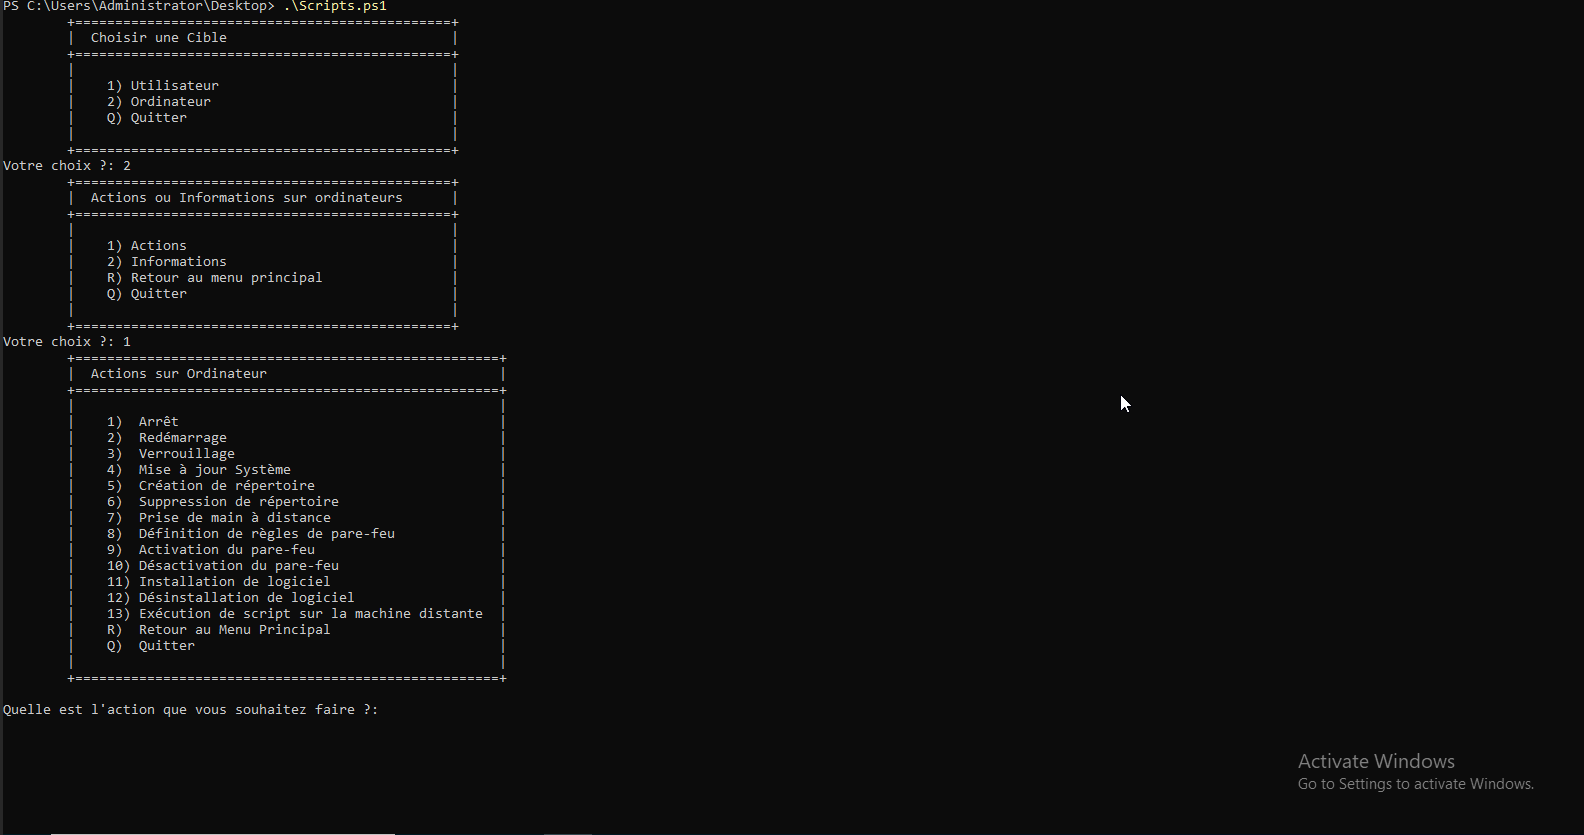 PS C:\Users\Administrator\Desktop> .\Scripts.ps1
+===============================================+
| Choisir une Cible |
+===============================================+
| |
| 1) Utilisateur |
| 2) Ordinateur |
| Q) Quitter |
| |
+===============================================+
Votre choix ?: 2
+===============================================+
| Actions ou Informations sur ordinateurs |
+===============================================+
| |
| 1) Actions |
| 2) Informations |
| R) Retour au menu principal |
| Q) Quitter |
| |
+===============================================+
Votre choix ?: 1
+=====================================================+
| Actions sur Ordinateur |
+=====================================================+
| |
| 1) Arrêt |
| 2) Redémarrage |
| 3) Verrouillage |
| 4) Mise à jour Système |
| 5) Création de répertoire |
| 6) Suppression de répertoire |
| 7) Prise de main à distance |
| 8) Définition de règles de pare-feu |
| 9) Activation du pare-feu |
| 10) Désactivation du pare-feu |
| 11) Installation de logiciel |
| 12) Désinstallation de logiciel |
| 13) Exécution de script sur la machine distante |
| R) Retour au Menu Principal |
| Q) Quitter |
| |
+=====================================================+
Quelle est l'action que vous souhaitez faire ?:
Activate Windows
Go to Settings to activate Windows.